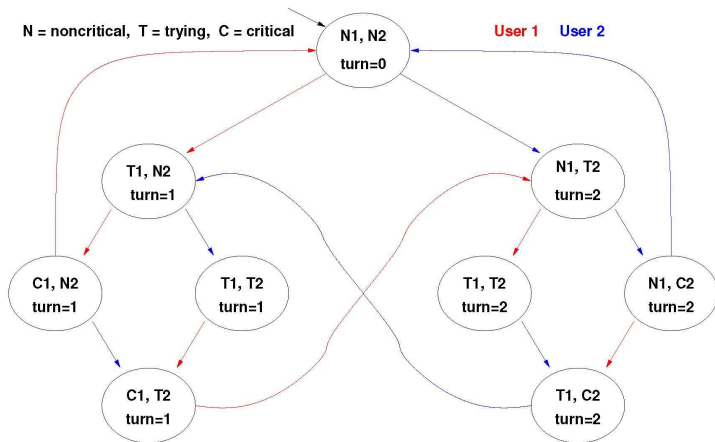 N = noncritical, T = trying, C = critical
N1, N2
turn=0
User 1 User 2
T1, N2
turn=1
N1, T2
turn=2
C1, N2
turn=1
T1, T2
turn=1
T1, T2
turn=2
N1, C2
turn=2
C1, T2
turn=1
T1, C2
turn=2